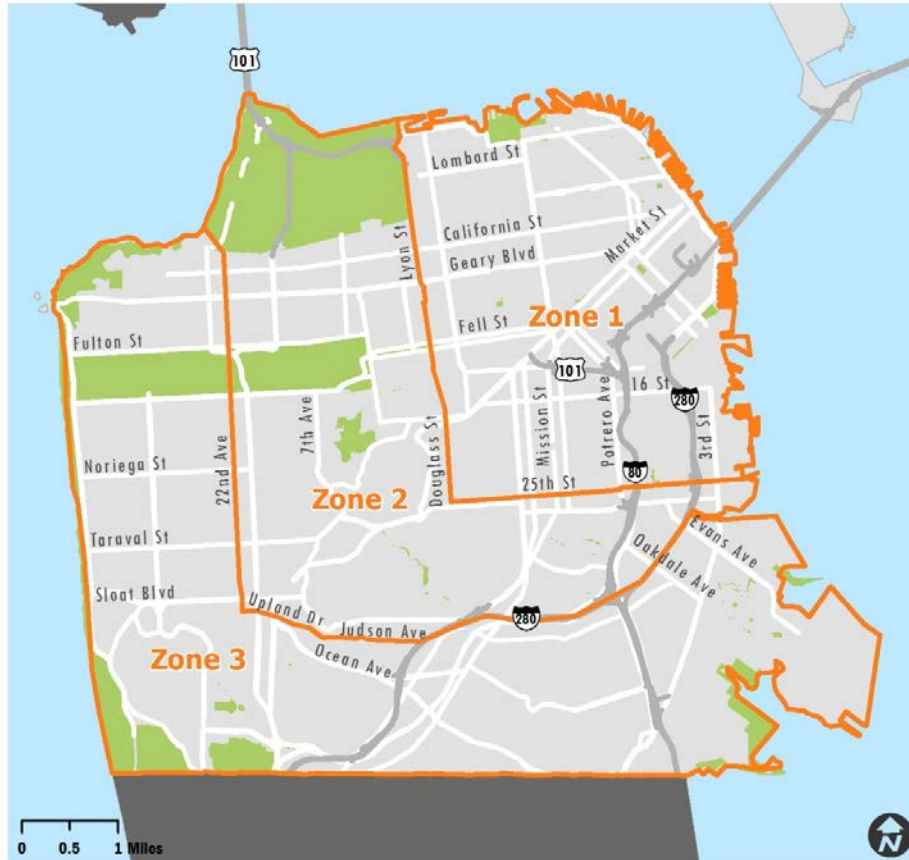 101
Lombard St
California St
Market St
Lyon St
Geary Blvd
Fell St
Zone 1
Fulton St
101
16 St
280
22nd Ave
7th Ave
Douglass St
Mission St
Potrero Ave
3rd St
Noriega St
80
25th St
Zone 2
Taraval St
Evans Ave
Oakdale Ave
Sloat Blvd
Upland Dr
Judson Ave
280
Ocean Ave
Zone 3
0 0.5 1 Miles
N